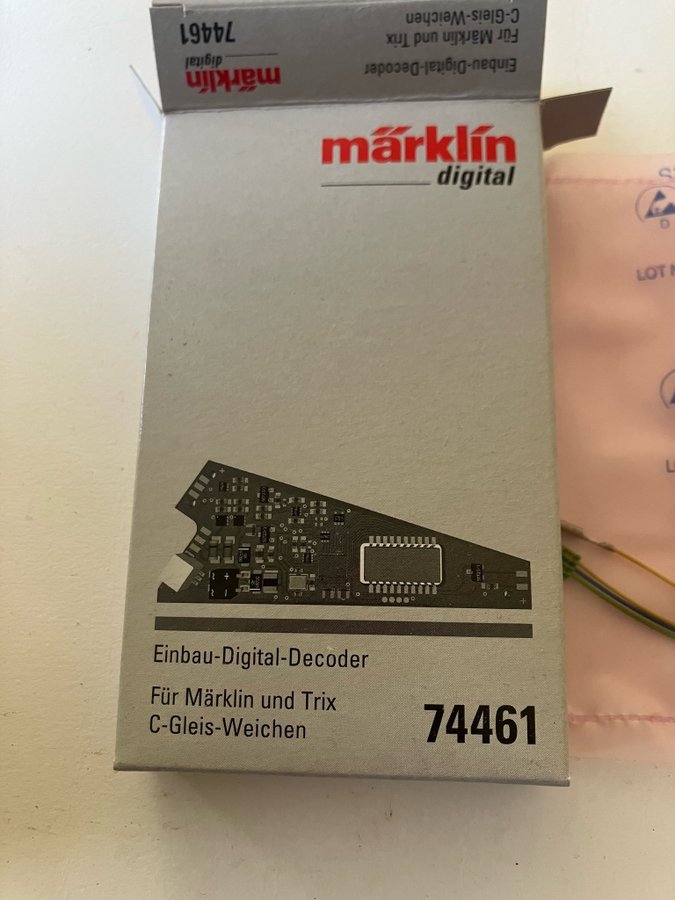 Einbau-Digital-Decoder
Für Märklin und Trix
C-Gleis-Weichen
märklin
digital
74461
märklin
digital
Einbau-Digital-Decoder
Für Märklin und Trix
C-Gleis-Weichen
74461
LOT